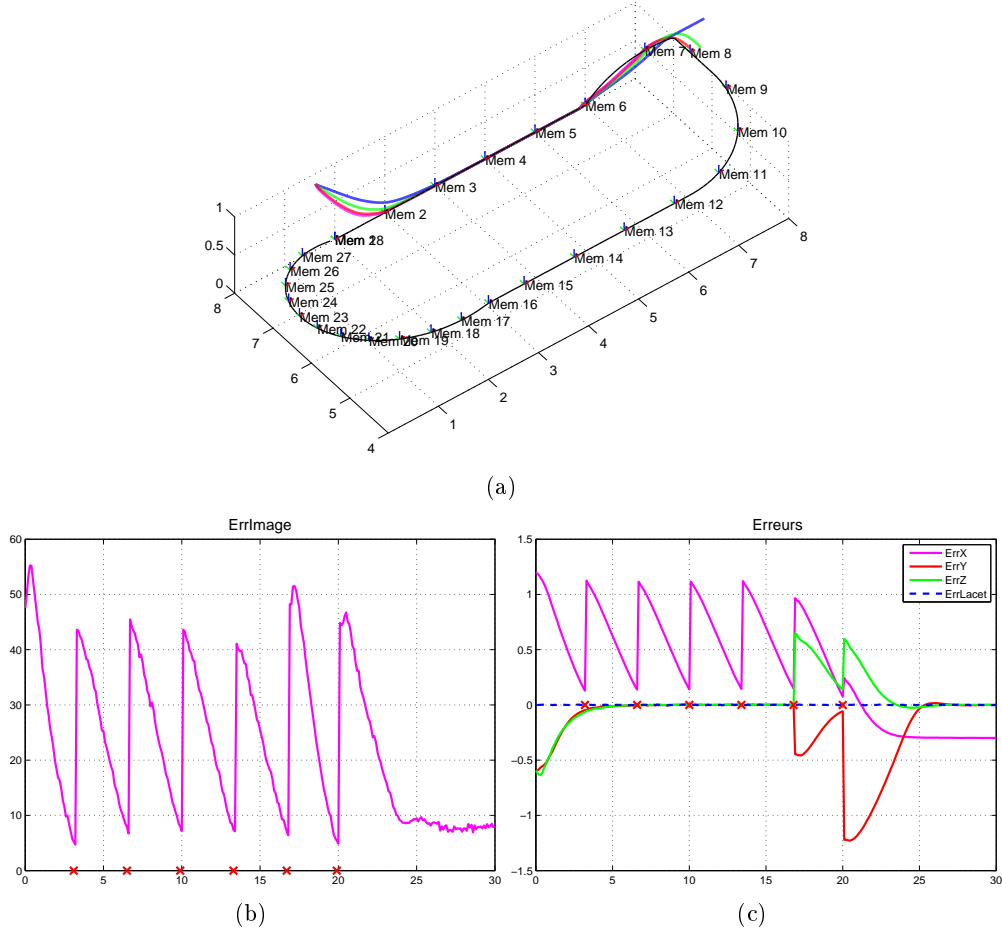 Mem 7
Mem 8
Mem 9
Mem 6
Mem 10
Mem 5
Mem 4
Mem 11
Mem 3
Mem 12
Mem 2
Mem 13
Mem 14
Mem 27
Mem 26
Mem 15
Mem 25
Mem 16
Mem 24
Mem 17
Mem 23
Mem 18
Mem 22
Mem 21
Mem 19
1
0.5
0
8
7
6
5
4
1
2
3
4
5
6
7
8
(a)
ErrImage
60
50
40
30
20
10
0
0 5 10 15 20 25 30
(b)
Erreurs
ErrX
ErrY
ErrZ
ErrLacet
1.5
1
0.5
0
−0.5
−1
−1.5
0 5 10 15 20 25 30
(c)